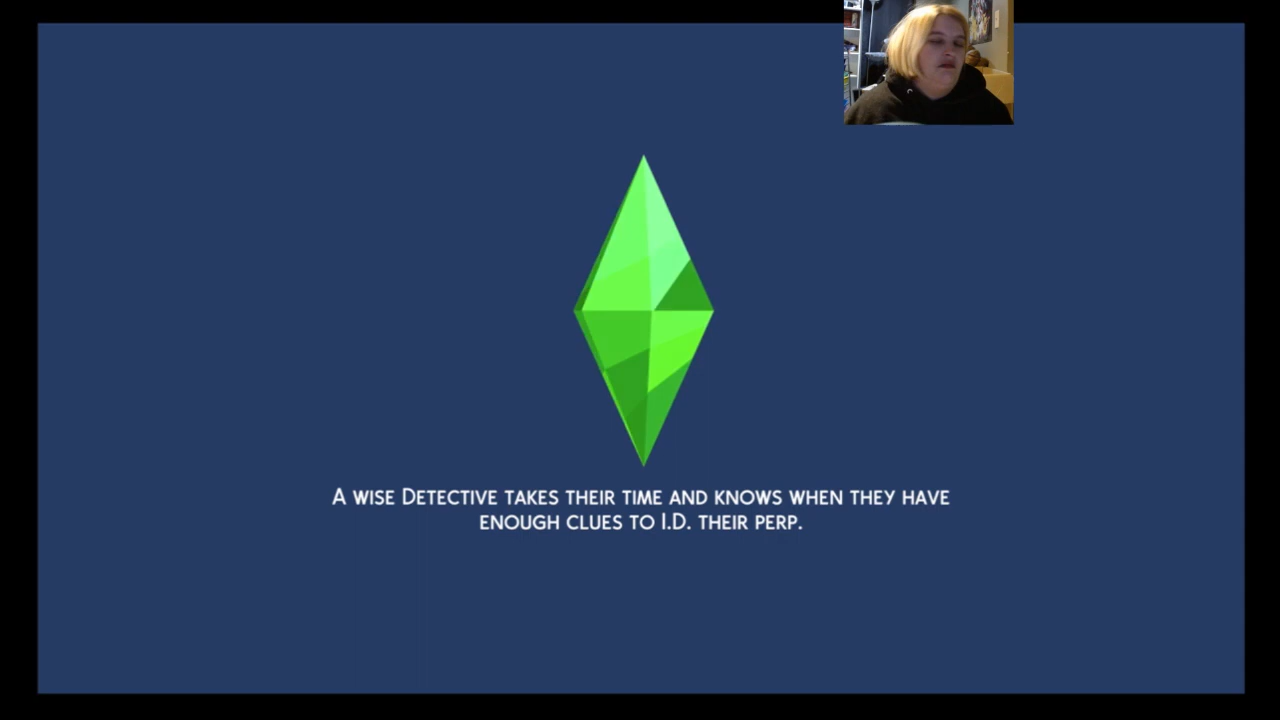 A wise Detective takes their time and knows when they have
enough clues to I.D. their perp.